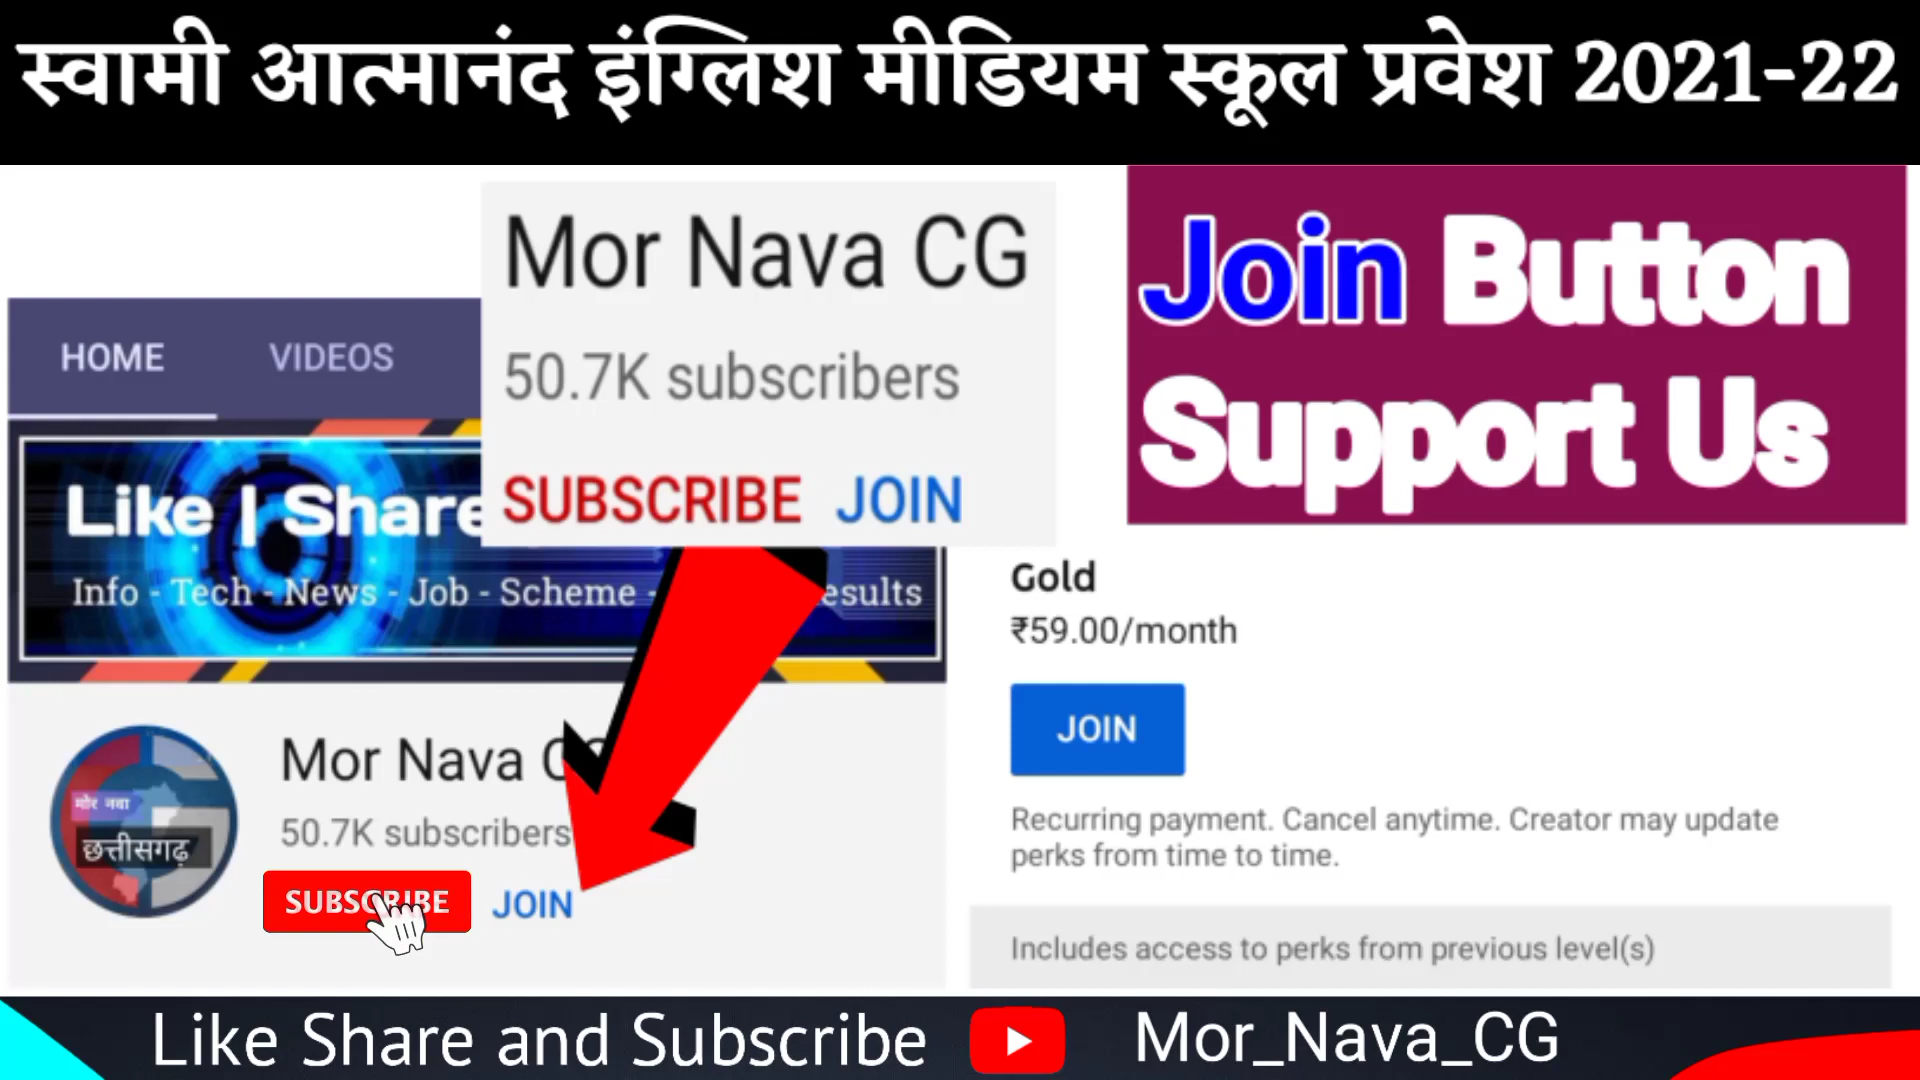 स्वामी आत्मानंद इंग्लिश मीडियम स्कूल प्रवेश 2021-22
Mor Nava CG
50.7K subscribers
SUBSCRIBE JOIN
Join Button
Support Us
HOME VIDEOS
Like | Share
Info - Tech - News - Job - Scheme -
Gold
₹59.00/month
JOIN
Recurring payment. Cancel anytime. Creator may update
perks from time to time.
Includes access to perks from previous level(s)
मोर नवा
छत्तीसगढ़
Mor Nava
50.7K subscribers
SUBSCRIBE JOIN
Like Share and Subscribe
Mor_Nava_CG